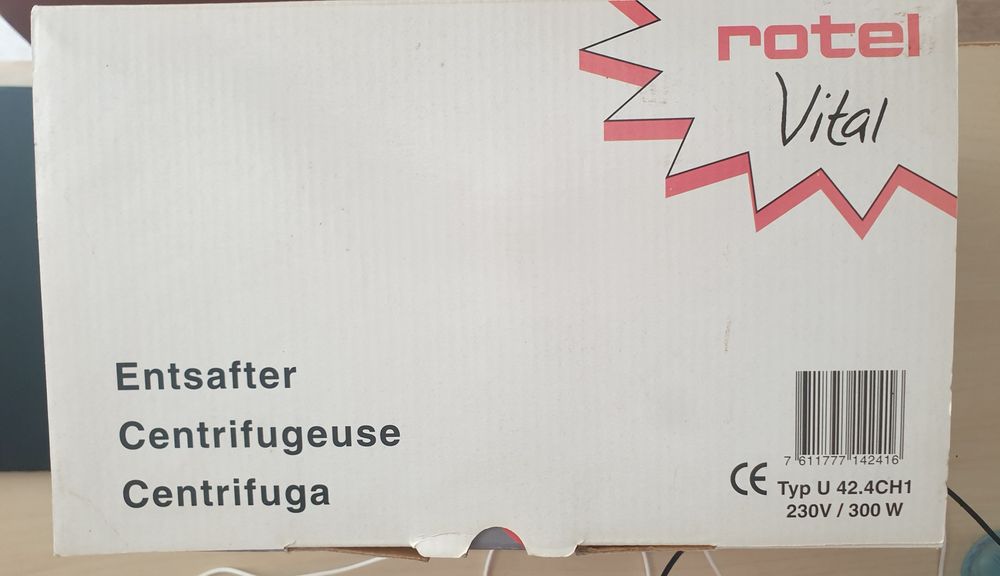 rotel
Vital
Entsafter
Centrifugeuse
Centrifuga
7 611777 142416
CE Typ U 42.4CH1
230V / 300 W